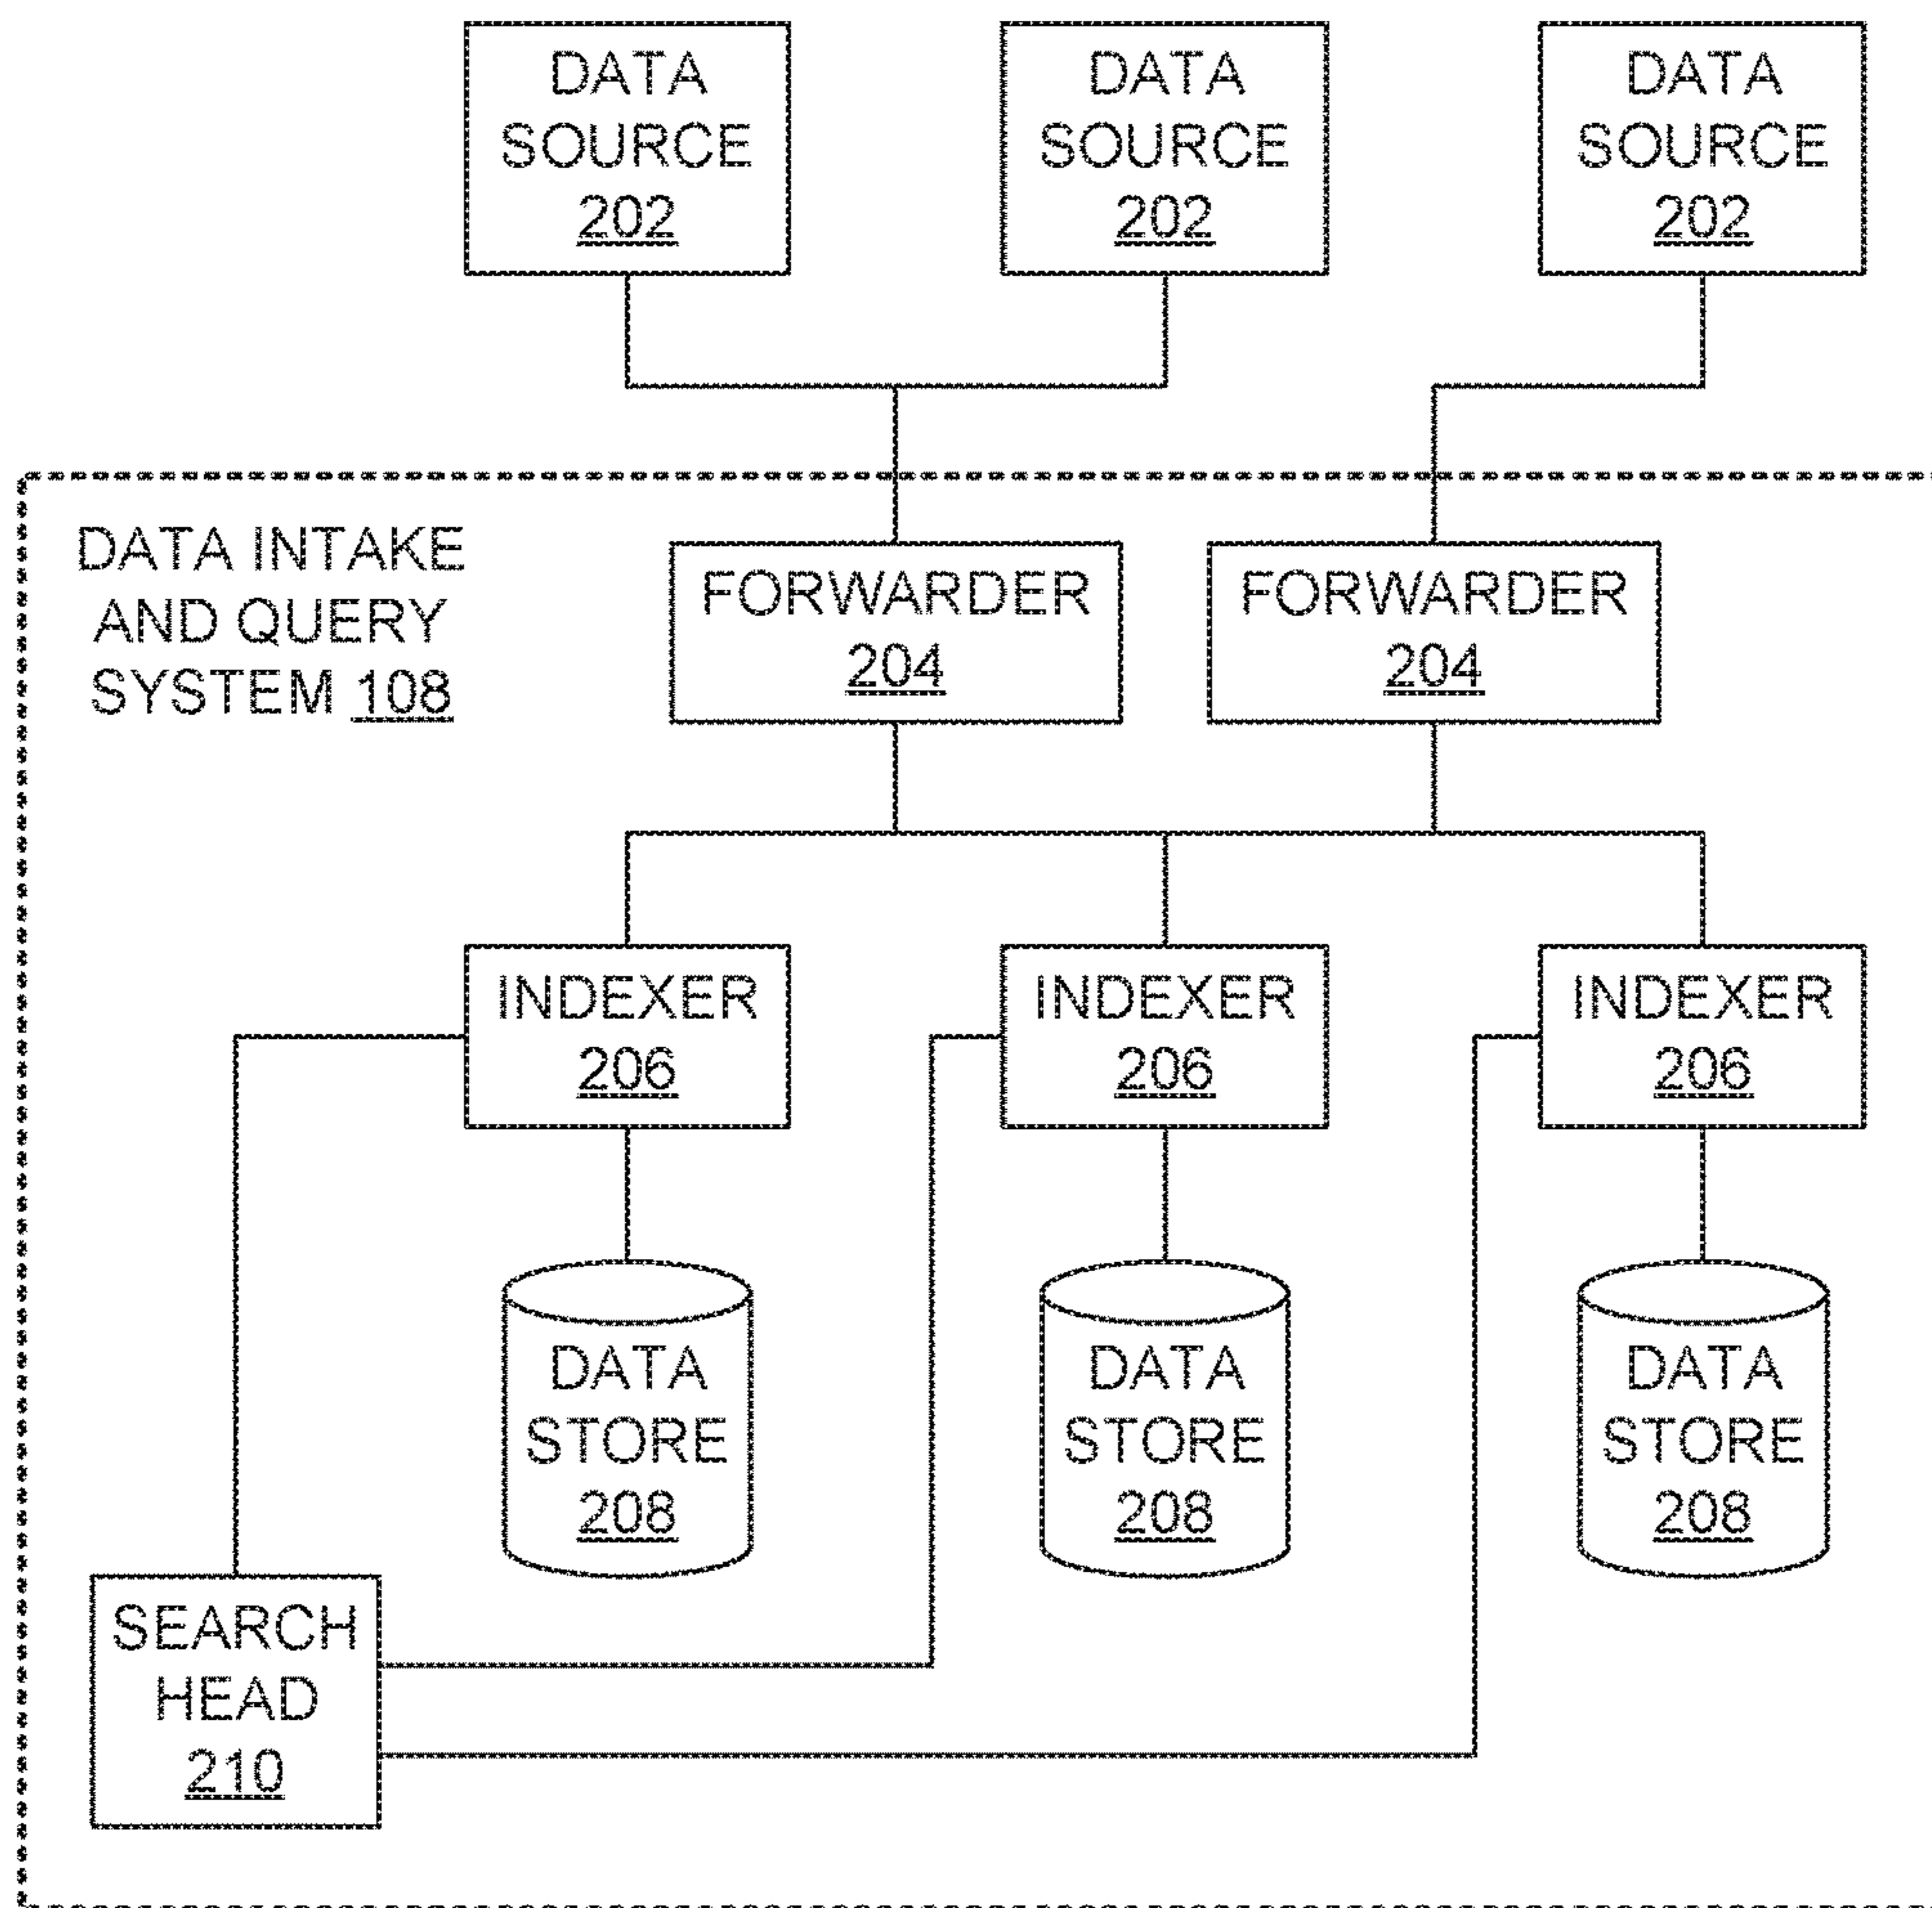 DATA
SOURCE
202
DATA
SOURCE
202
DATA
SOURCE
202
DATA INTAKE
AND QUERY
SYSTEM 108
FORWARDER
204
FORWARDER
204
INDEXER
206
INDEXER
206
INDEXER
206
DATA
STORE
208
DATA
STORE
208
DATA
STORE
208
SEARCH
HEAD
210